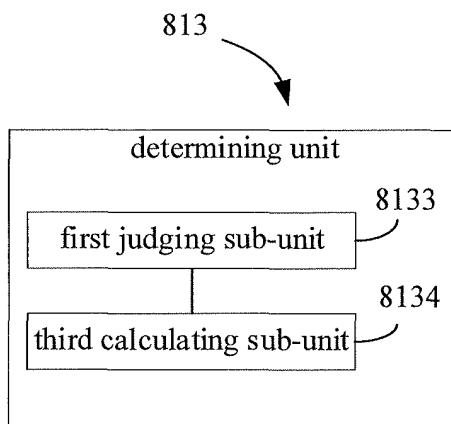 813
determining unit
8133
first judging sub-unit
8134
third calculating sub-unit